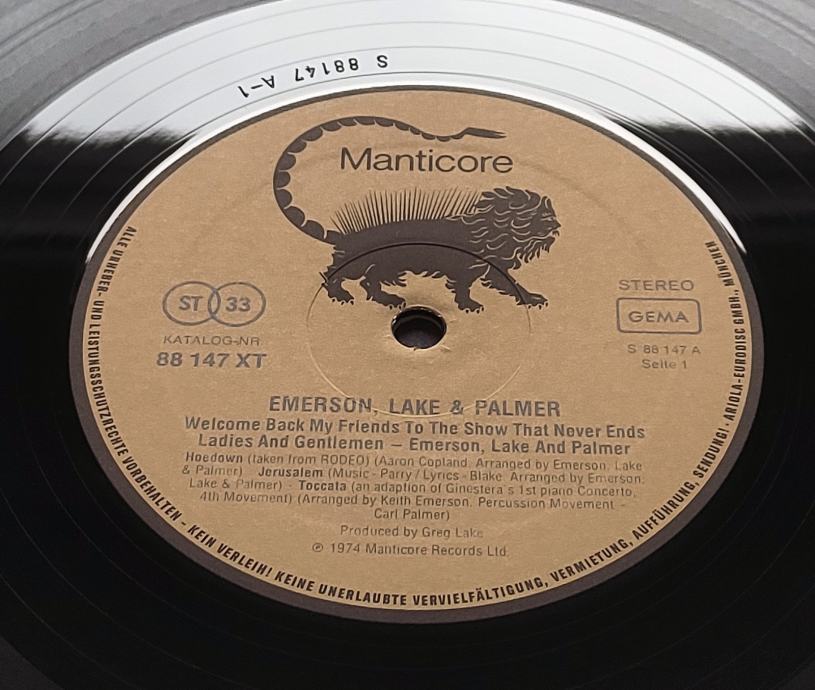 S 88147 A-1
Manticore
ST 33
KATALOG-NR.
88 147 XT
STEREO
GEMA
S 88 147 A
Seite 1
EMERSON, LAKE & PALMER
Welcome Back My Friends To The Show That Never Ends
Ladies And Gentlemen – Emerson, Lake And Palmer
Hoedown (taken from RODEO) (Aaron Copland. Arranged by Emerson, Lake
& Palmer) · Jerusalem (Music - Parry / Lyrics - Blake. Arranged by Emerson,
Lake & Palmer) · Toccata (an adaption of Ginestera's 1st piano Concerto,
4th Movement) (Arranged by Keith Emerson. Percussion Movement -
Carl Palmer)
Produced by Greg Lake
℗ 1974 Manticore Records Ltd.
ALLE URHEBER- UND LEISTUNGSSCHUTZRECHTE VORBEHALTEN - KEIN VERLEIH! KEINE UNERLAUBTE VERVIELFÄLTIGUNG, VERMIETUNG, AUFFÜHRUNG, SENDUNG! · ARIOLA-EURODISC GMBH., MÜNCHEN